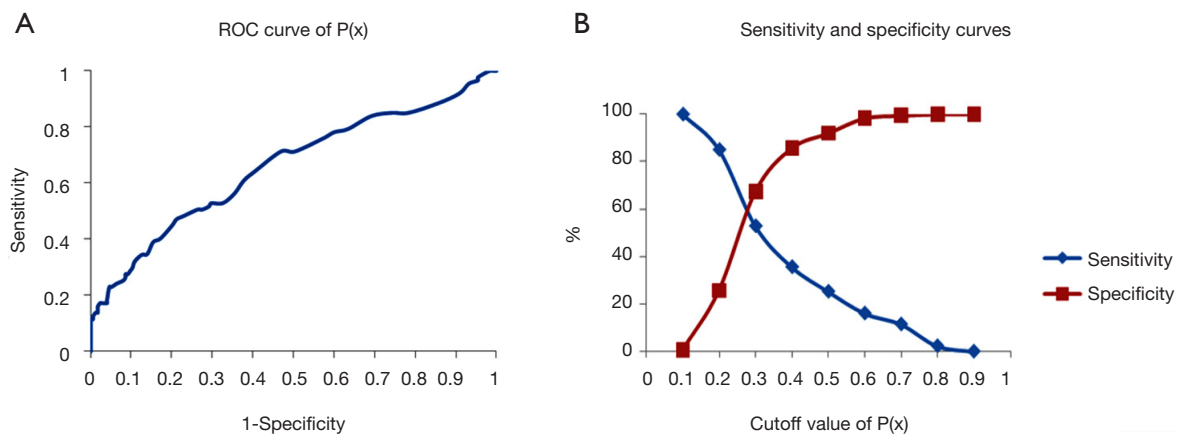 A
ROC curve of P(x)
Sensitivity
1
0.8
0.6
0.4
0.2
0
0 0.1 0.2 0.3 0.4 0.5 0.6 0.7 0.8 0.9 1
1-Specificity
B
Sensitivity and specificity curves
%
100
80
60
40
20
0
0 0.1 0.2 0.3 0.4 0.5 0.6 0.7 0.8 0.9 1
Cutoff value of P(x)
Sensitivity
Specificity